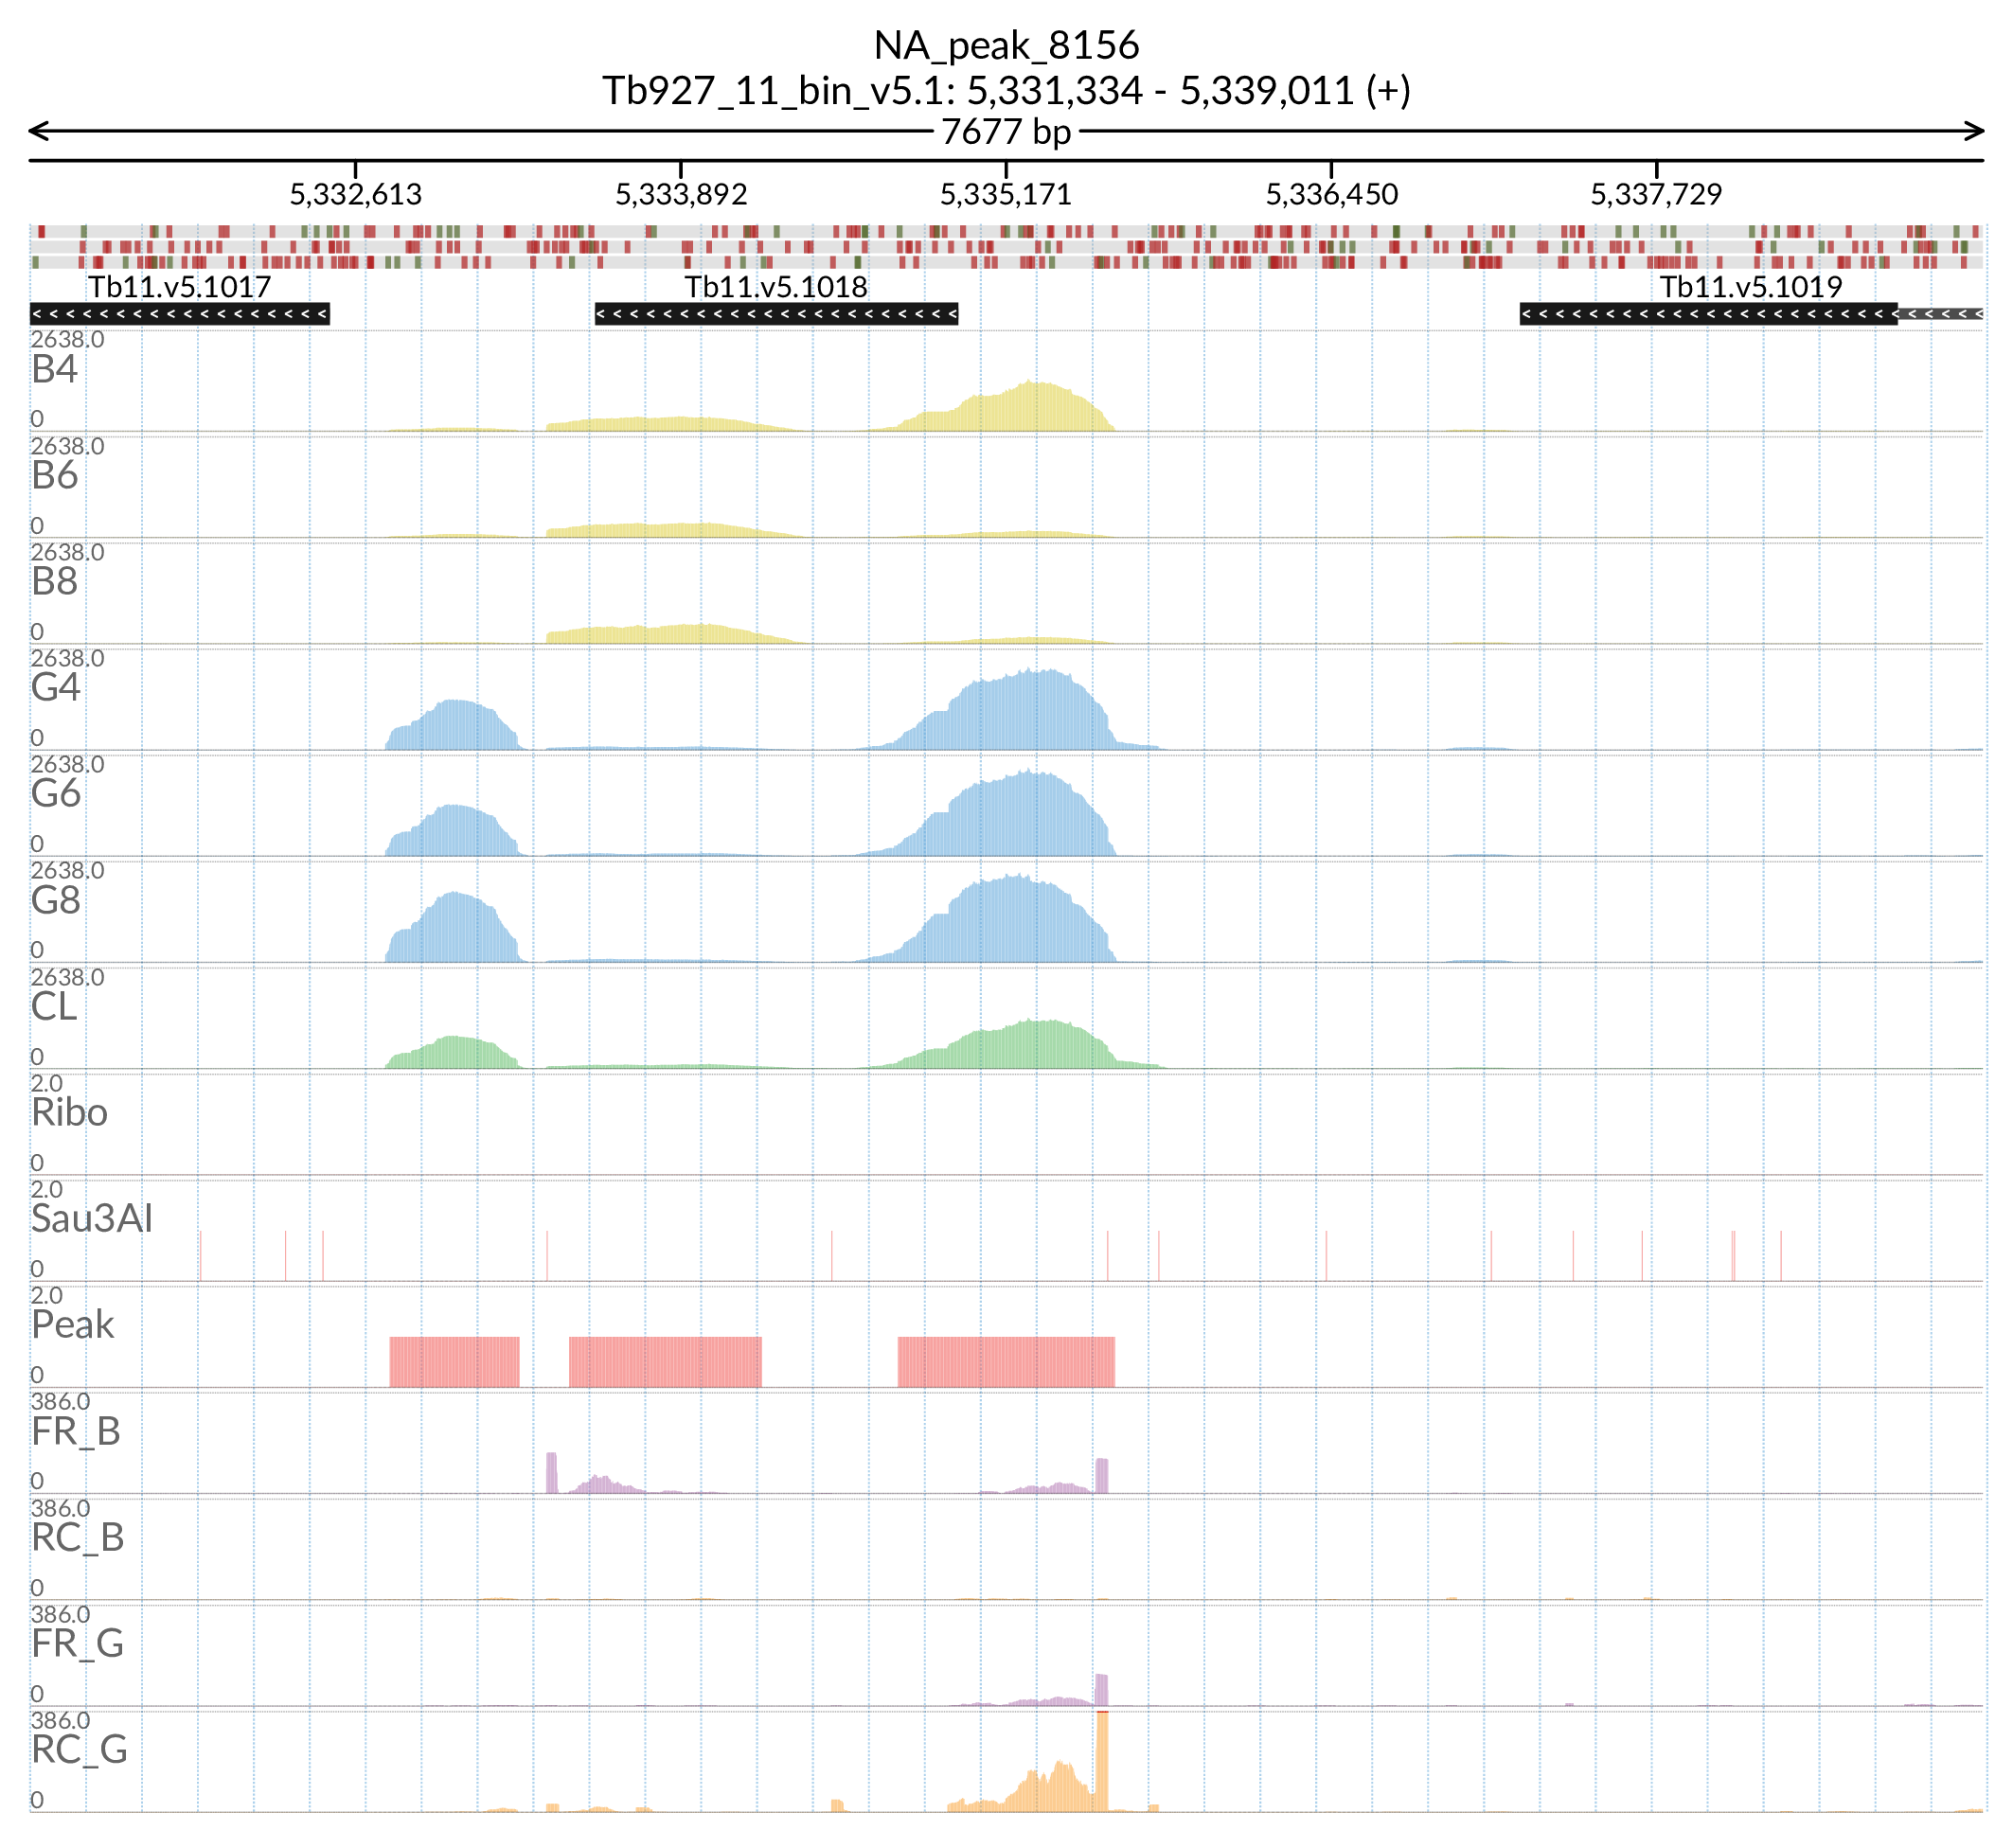 NA_peak_8156
Tb927_11_bin_v5.1: 5,331,334 - 5,339,011 (+)
7677 bp
5,332,613 5,333,892 5,335,171 5,336,450 5,337,729
Tb11.v5.1017 Tb11.v5.1018 Tb11.v5.1019
2638.0
B4
0
2638.0
B6
0
2638.0
B8
0
2638.0
G4
0
2638.0
G6
0
2638.0
G8
0
2638.0
CL
0
2.0
Ribo
0
2.0
Sau3AI
0
2.0
Peak
0
386.0
FR_B
0
386.0
RC_B
0
386.0
FR_G
0
386.0
RC_G
0